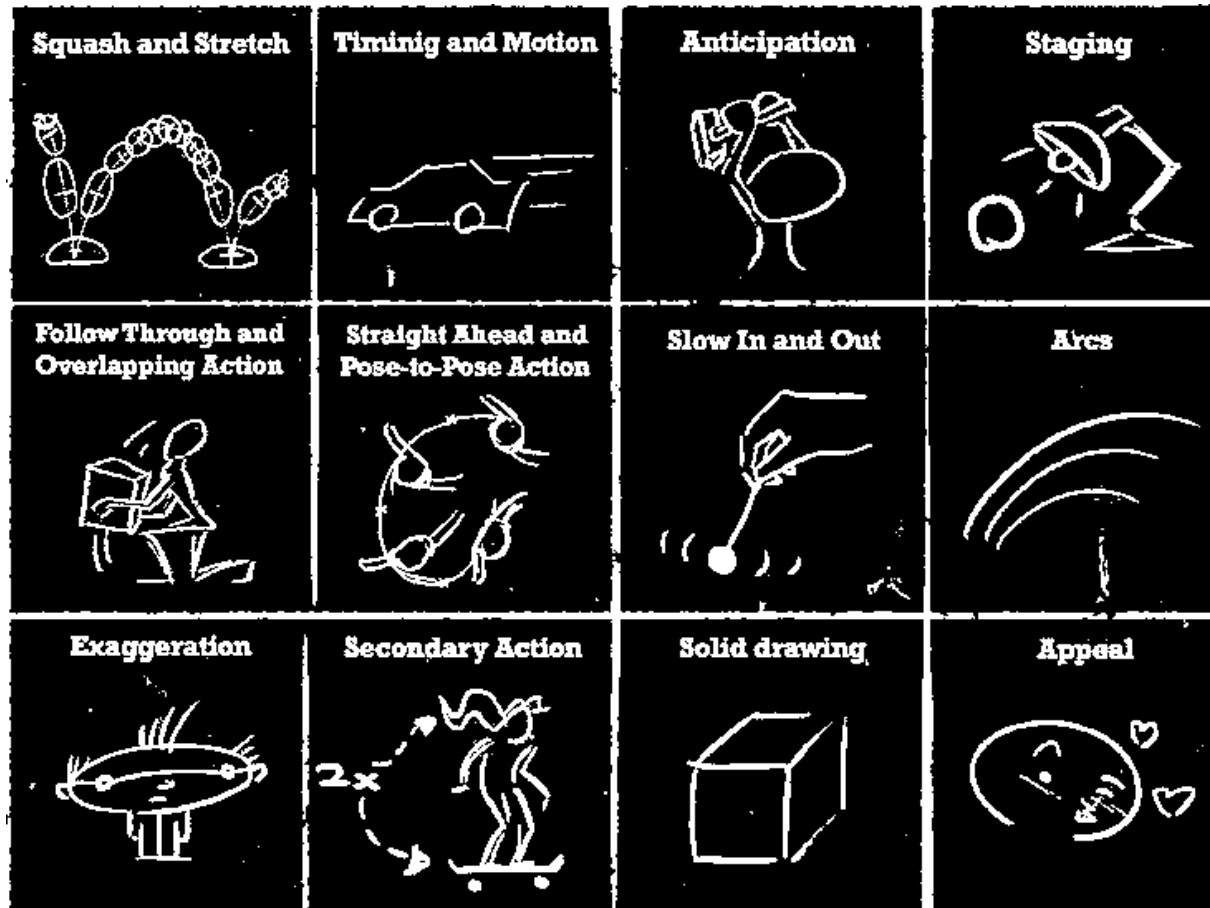 Squash and Stretch
Timinig and Motion
Anticipation
Staging
Follow Through and
Overlapping Action
Straight Ahead and
Pose-to-Pose Action
Slow In and Out
Arcs
Exaggeration
Secondary Action
2x
Solid drawing
Appeal